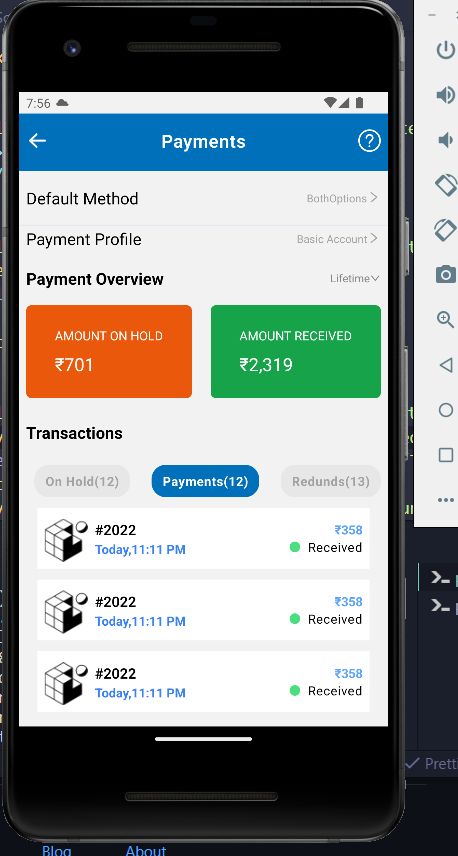 7:56
Payments
Default Method BothOptions
Payment Profile Basic Account
Payment Overview Lifetime
AMOUNT ON HOLD AMOUNT RECEIVED
₹701 ₹2,319
Transactions
On Hold(12) Payments(12) Redunds(13)
#2022 ₹358
Today,11:11 PM Received
#2022 ₹358
Today,11:11 PM Received
#2022 ₹358
Today,11:11 PM Received
Blog About